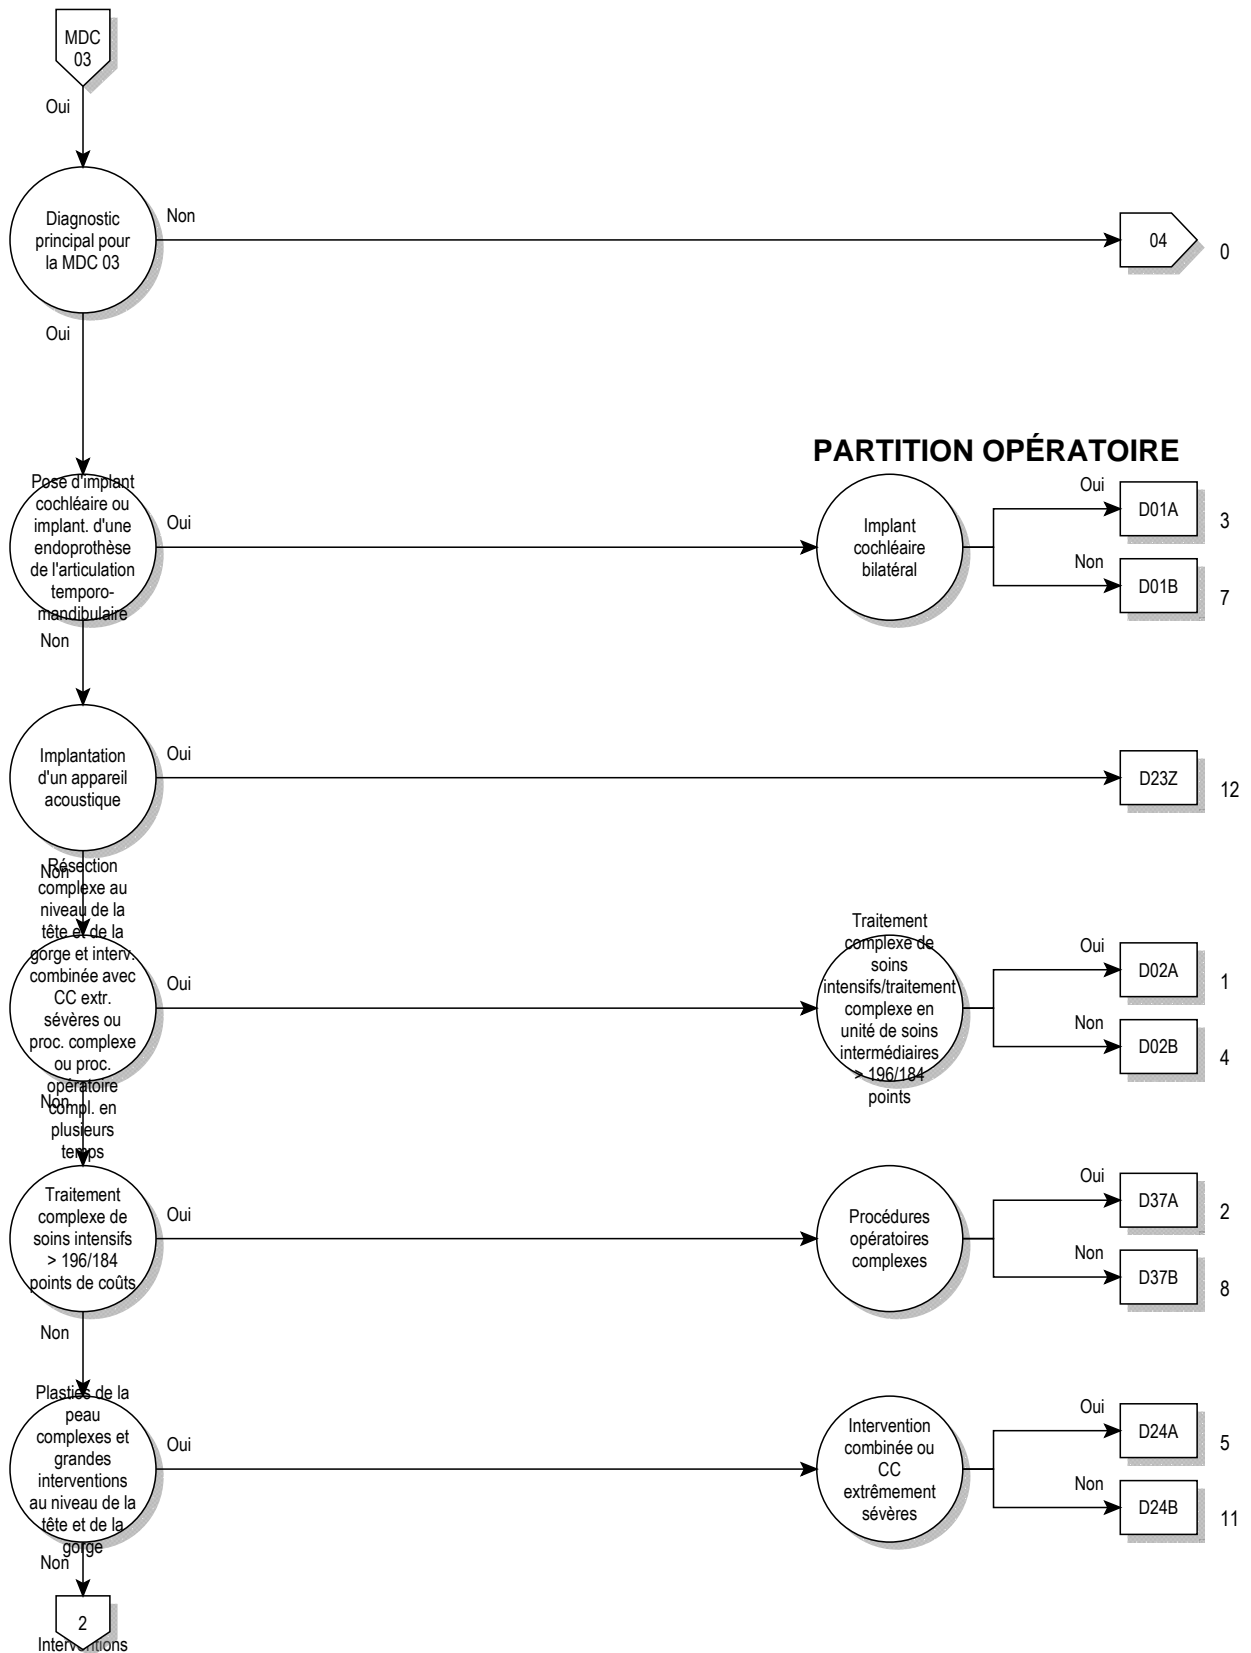 MDC
03
Oui
Diagnostic
principal pour
la MDC 03
Non
04
0
Oui
PARTITION OPÉRATOIRE
Pose d'implant
cochléaire ou
implant. d'une
endoprothèse
de l'articulation
temporo-
mandibulaire
Oui
Implant
cochléaire
bilatéral
Oui
D01A
3
Non
D01B
7
Non
Implantation
d'un appareil
acoustique
Oui
D23Z
12
Non
Résection
complexe au
niveau de la
tête et de la
gorge et interv.
combinée avec
CC extr.
sévères ou
proc. complexe
ou proc.
opératoire
compl. en
plusieurs
temps
Oui
Traitement
complexe de
soins
intensifs/traitement
complexe en
unité de soins
intermédiaires
> 196/184
points
Oui
D02A
1
Non
D02B
4
Non
Traitement
complexe de
soins intensifs
> 196/184
points de coûts
Oui
Procédures
opératoires
complexes
Oui
D37A
2
Non
D37B
8
Non
Plasties de la
peau
complexes et
grandes
interventions
au niveau de la
tête et de la
gorge
Oui
Intervention
combinée ou
CC
extrêmement
sévères
Oui
D24A
5
Non
D24B
11
Non
2
Interventions